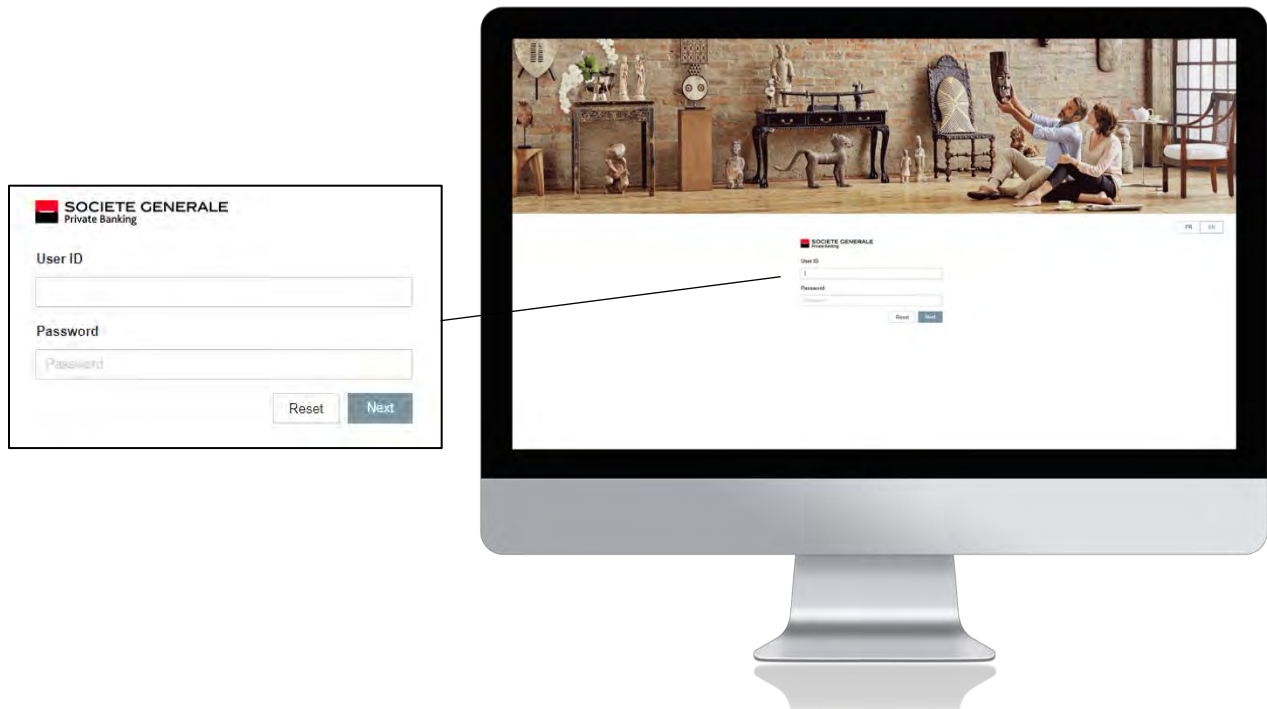 SOCIETE GENERALE
Private Banking
User ID
Password
Password
Reset Next
FR EN
SOCIETE GENERALE
Private Banking
User ID
Password
Password
Reset Next